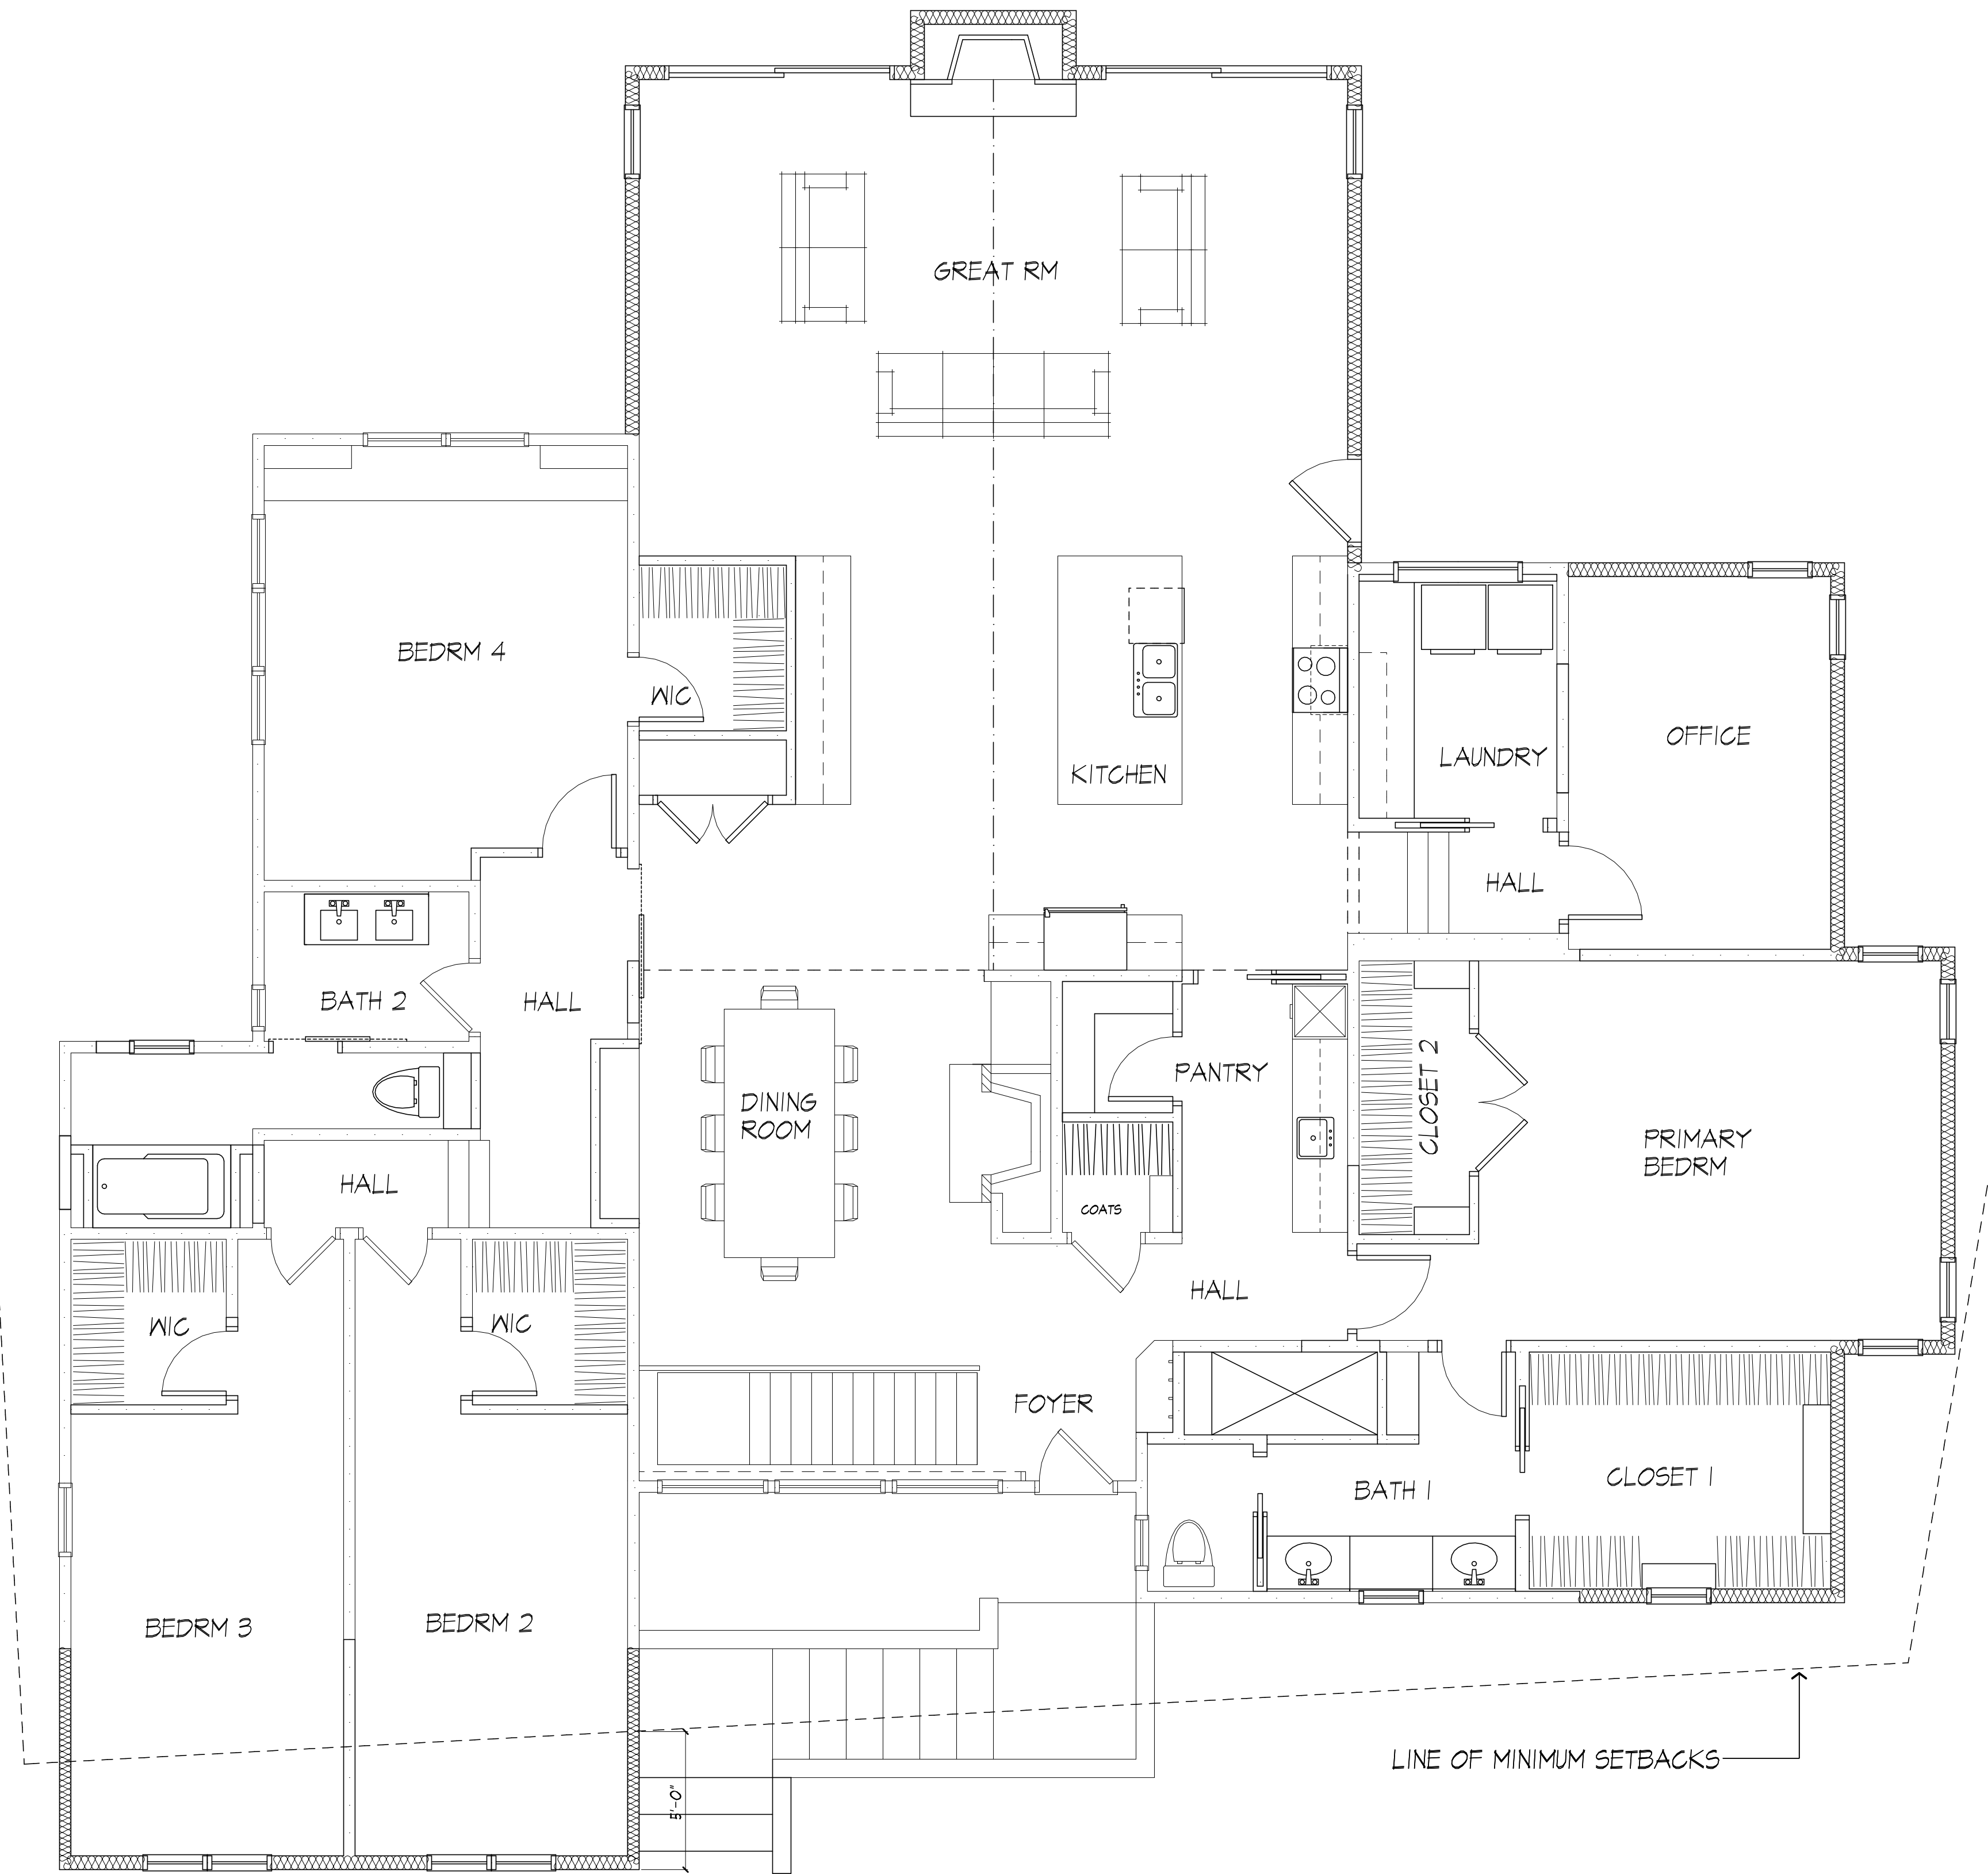 GREAT RM
BEDRM 4
WIC
KITCHEN
LAUNDRY
OFFICE
HALL
BATH 2
HALL
DINING
ROOM
PANTRY
CLOSET 2
PRIMARY
BEDRM
HALL
COATS
HALL
WIC
WIC
FOYER
BATH 1
CLOSET 1
BEDRM 3
BEDRM 2
LINE OF MINIMUM SETBACKS
5'-0"